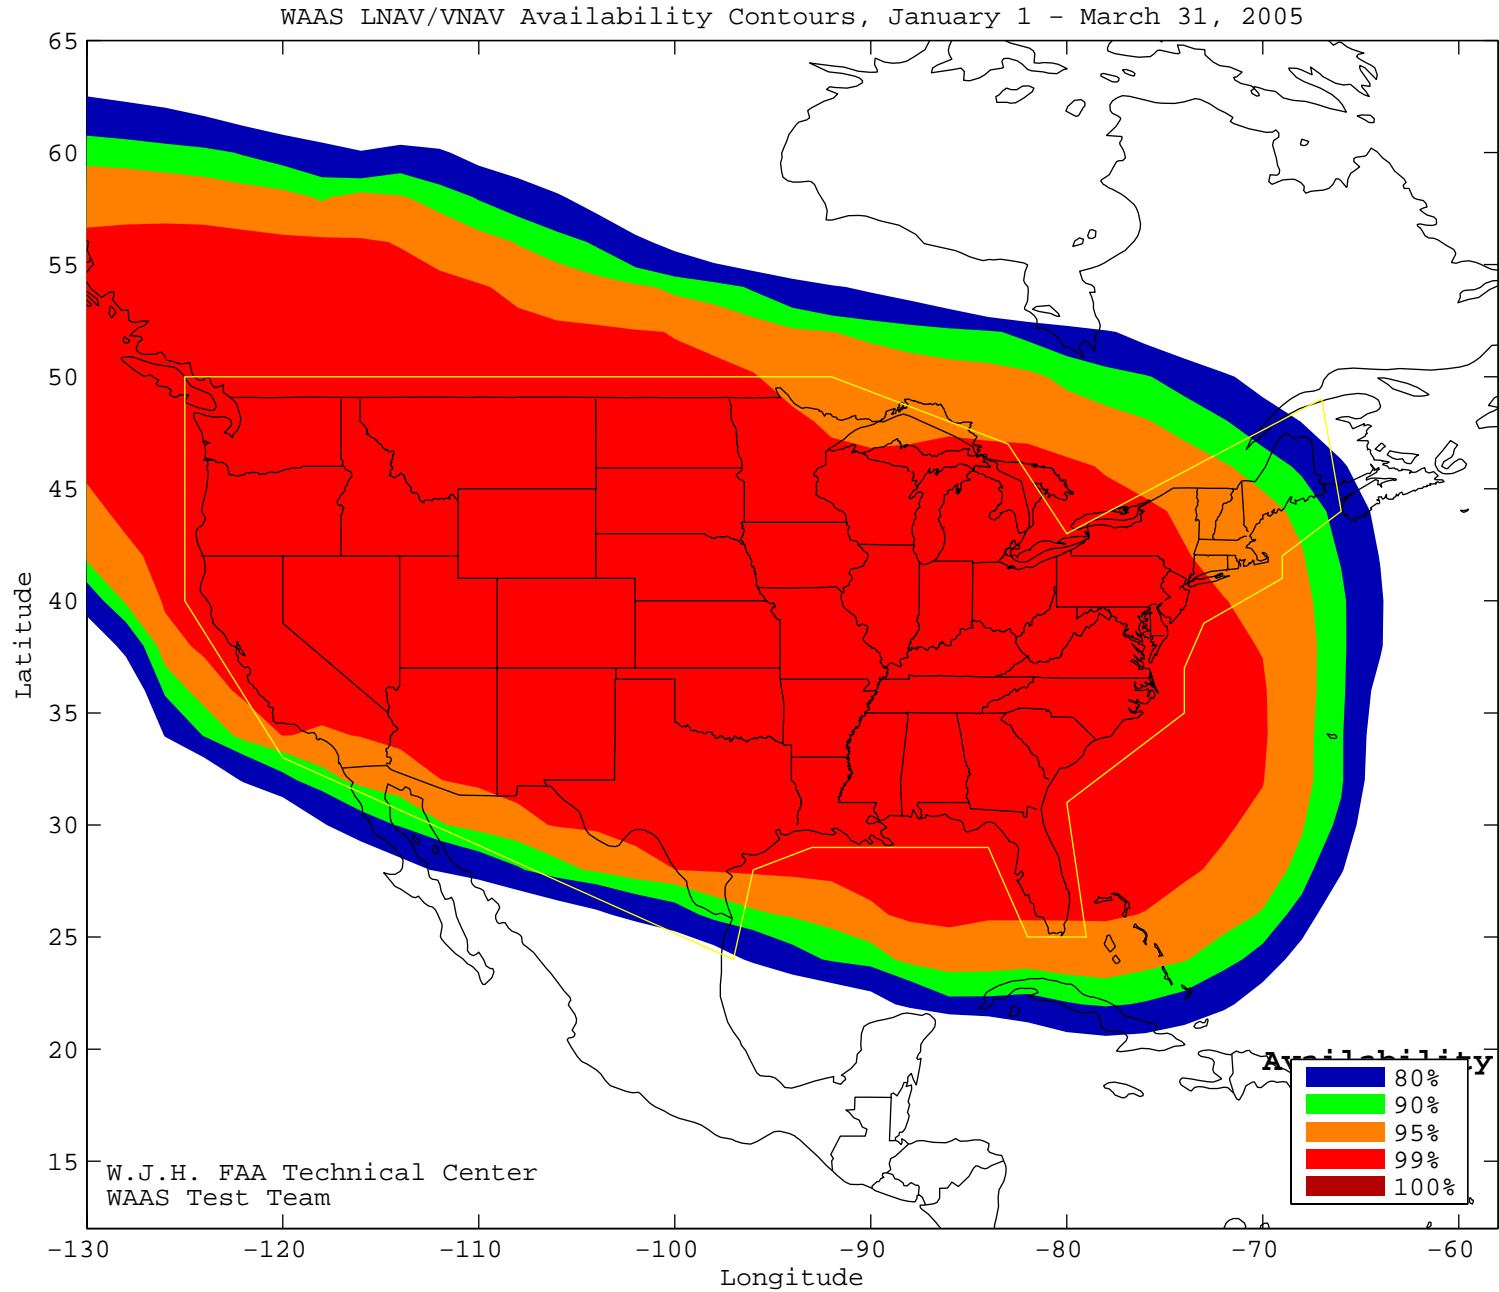 WAAS LNAV/VNAV Availability Contours, January 1 - March 31, 2005
65
60
55
50
45
40
35
30
25
20
15
Latitude
-130 -120 -110 -100 -90 -80 -70 -60
Longitude
W.J.H. FAA Technical Center
WAAS Test Team
Availability
80%
90%
95%
99%
100%